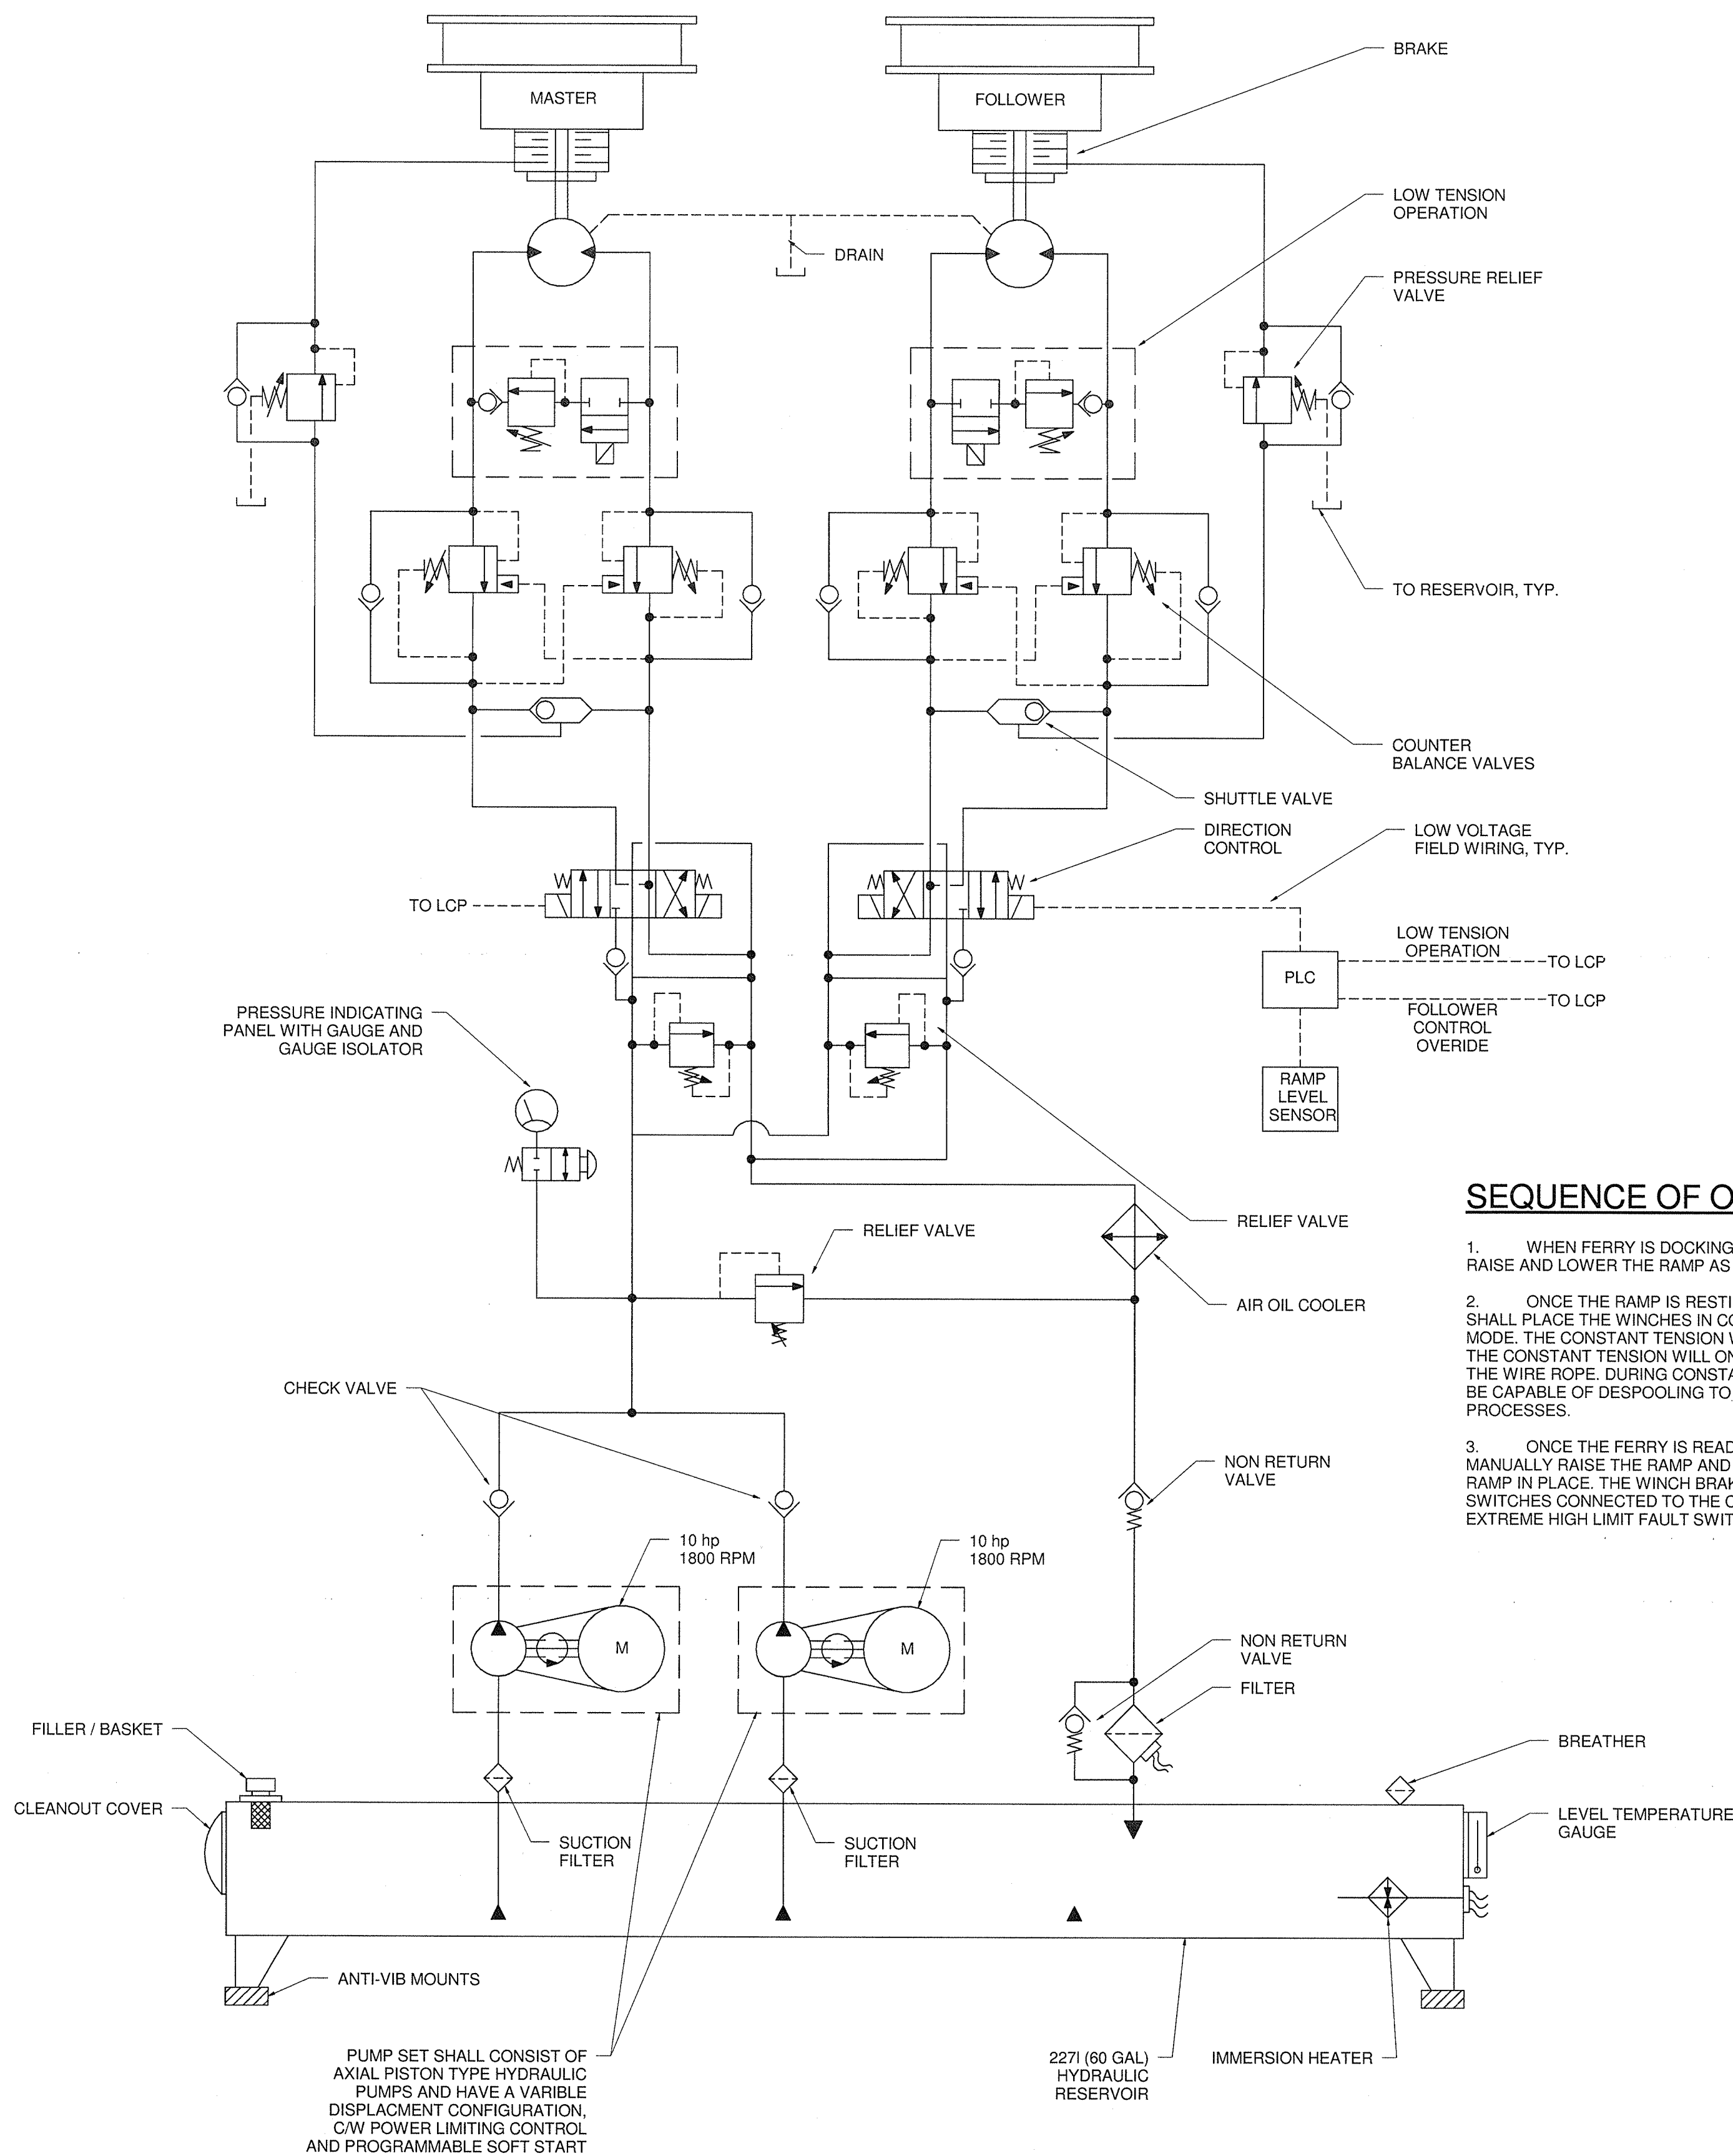 MASTER
FOLLOWER
BRAKE
LOW TENSION
OPERATION
DRAIN
PRESSURE RELIEF
VALVE
TO RESERVOIR, TYP.
COUNTER
BALANCE VALVES
SHUTTLE VALVE
DIRECTION
CONTROL
LOW VOLTAGE
FIELD WIRING, TYP.
TO LCP
LOW TENSION
OPERATION
TO LCP
PLC
TO LCP
FOLLOWER
CONTROL
OVERIDE
RAMP
LEVEL
SENSOR
PRESSURE INDICATING
PANEL WITH GAUGE AND
GAUGE ISOLATOR
SEQUENCE OF O
1. WHEN FERRY IS DOCKING
RAISE AND LOWER THE RAMP AS
2. ONCE THE RAMP IS RESTI
SHALL PLACE THE WINCHES IN CO
MODE. THE CONSTANT TENSION W
THE CONSTANT TENSION WILL ON
THE WIRE ROPE. DURING CONSTA
BE CAPABLE OF DESPOOLING TO
PROCESSES.
3. ONCE THE FERRY IS READ
MANUALLY RAISE THE RAMP AND
RAMP IN PLACE. THE WINCH BRAK
SWITCHES CONNECTED TO THE C
EXTREME HIGH LIMIT FAULT SWIT
RELIEF VALVE
RELIEF VALVE
AIR OIL COOLER
CHECK VALVE
NON RETURN
VALVE
10 hp
1800 RPM
10 hp
1800 RPM
M
M
NON RETURN
VALVE
FILTER
FILLER / BASKET
BREATHER
CLEANOUT COVER
LEVEL TEMPERATURE
GAUGE
SUCTION
FILTER
SUCTION
FILTER
ANTI-VIB MOUNTS
PUMP SET SHALL CONSIST OF
AXIAL PISTON TYPE HYDRAULIC
PUMPS AND HAVE A VARIBLE
DISPLACMENT CONFIGURATION,
C/W POWER LIMITING CONTROL
AND PROGRAMMABLE SOFT START
227l (60 GAL)
HYDRAULIC
RESERVOIR
IMMERSION HEATER